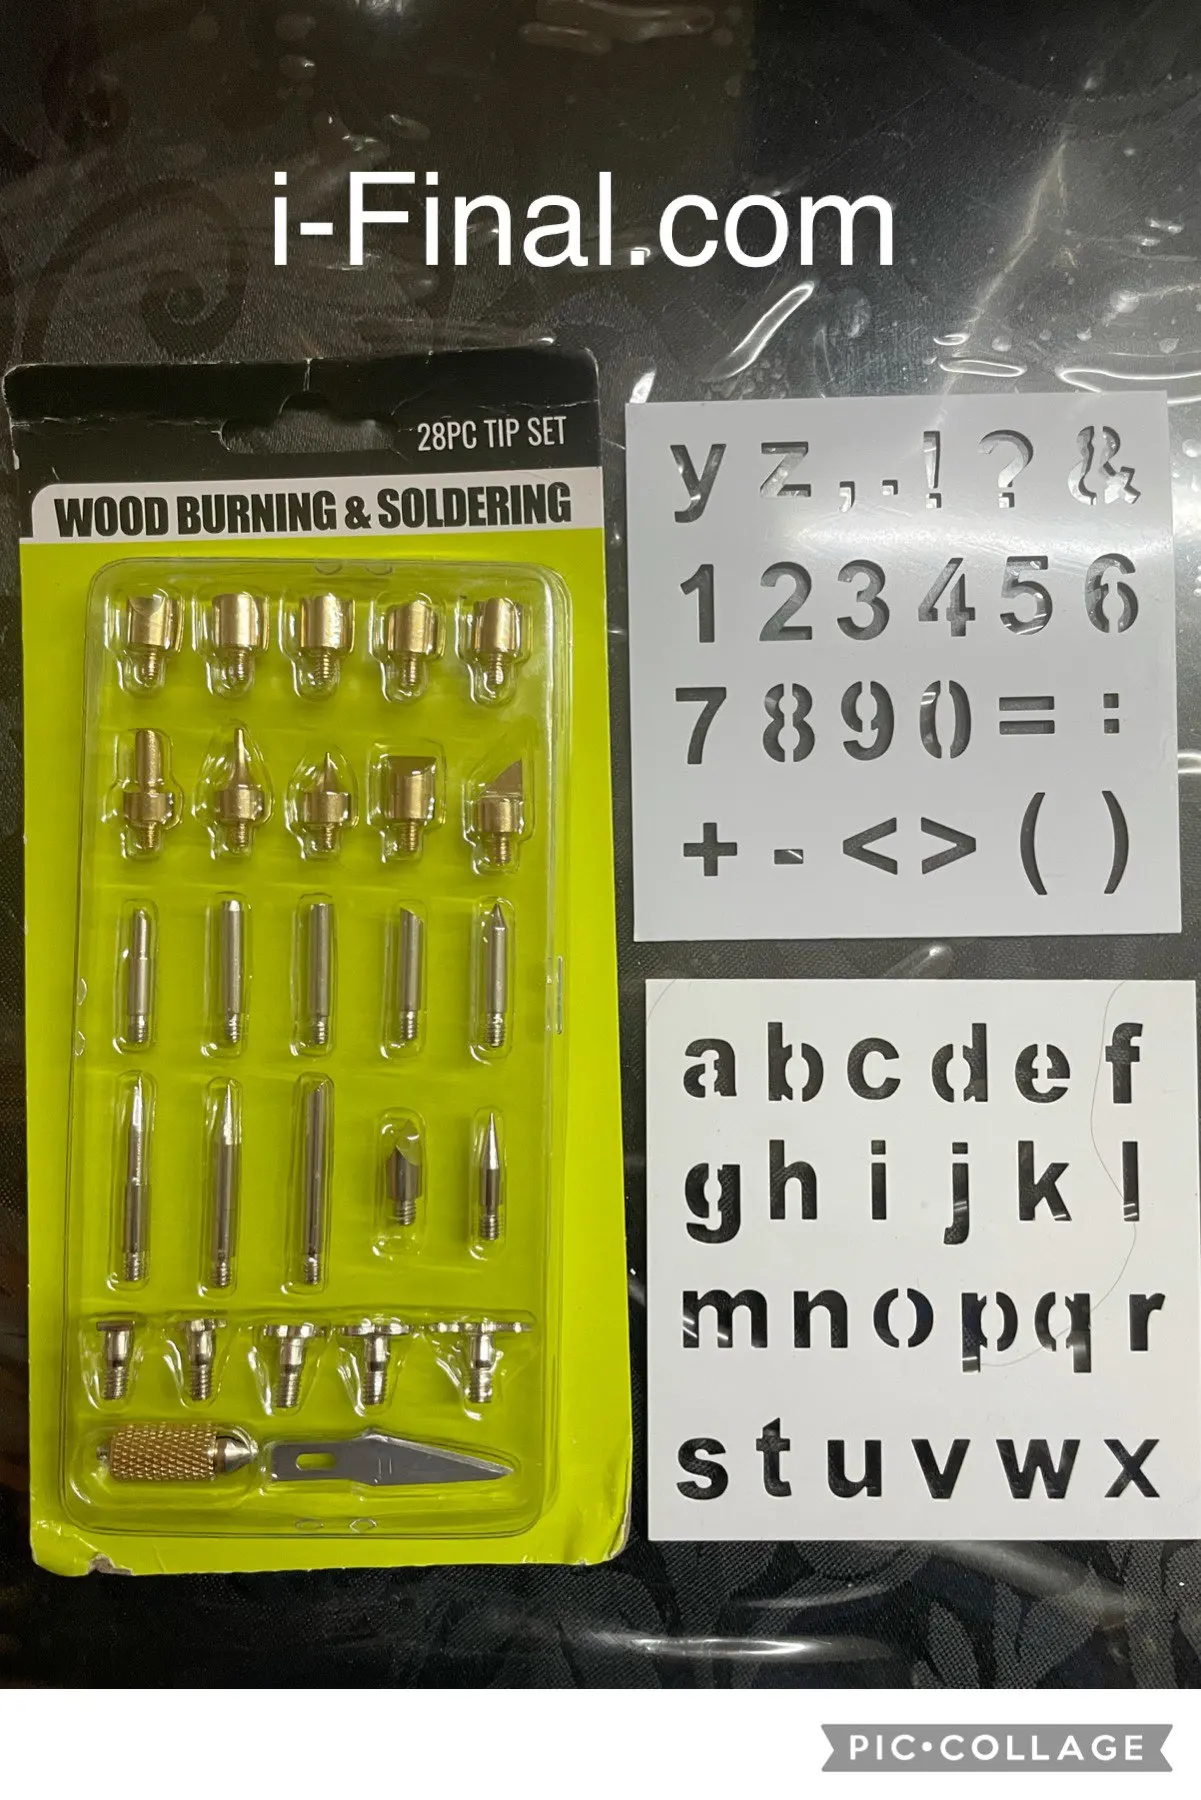 i-Final.com
28PC TIP SET
WOOD BURNING & SOLDERING
y z , . ! ? &
1 2 3 4 5 6
7 8 9 0 = :
+ - < > ( )
a b c d e f
g h i j k l
m n o p q r
s t u v w x
PIC•COLLAGE